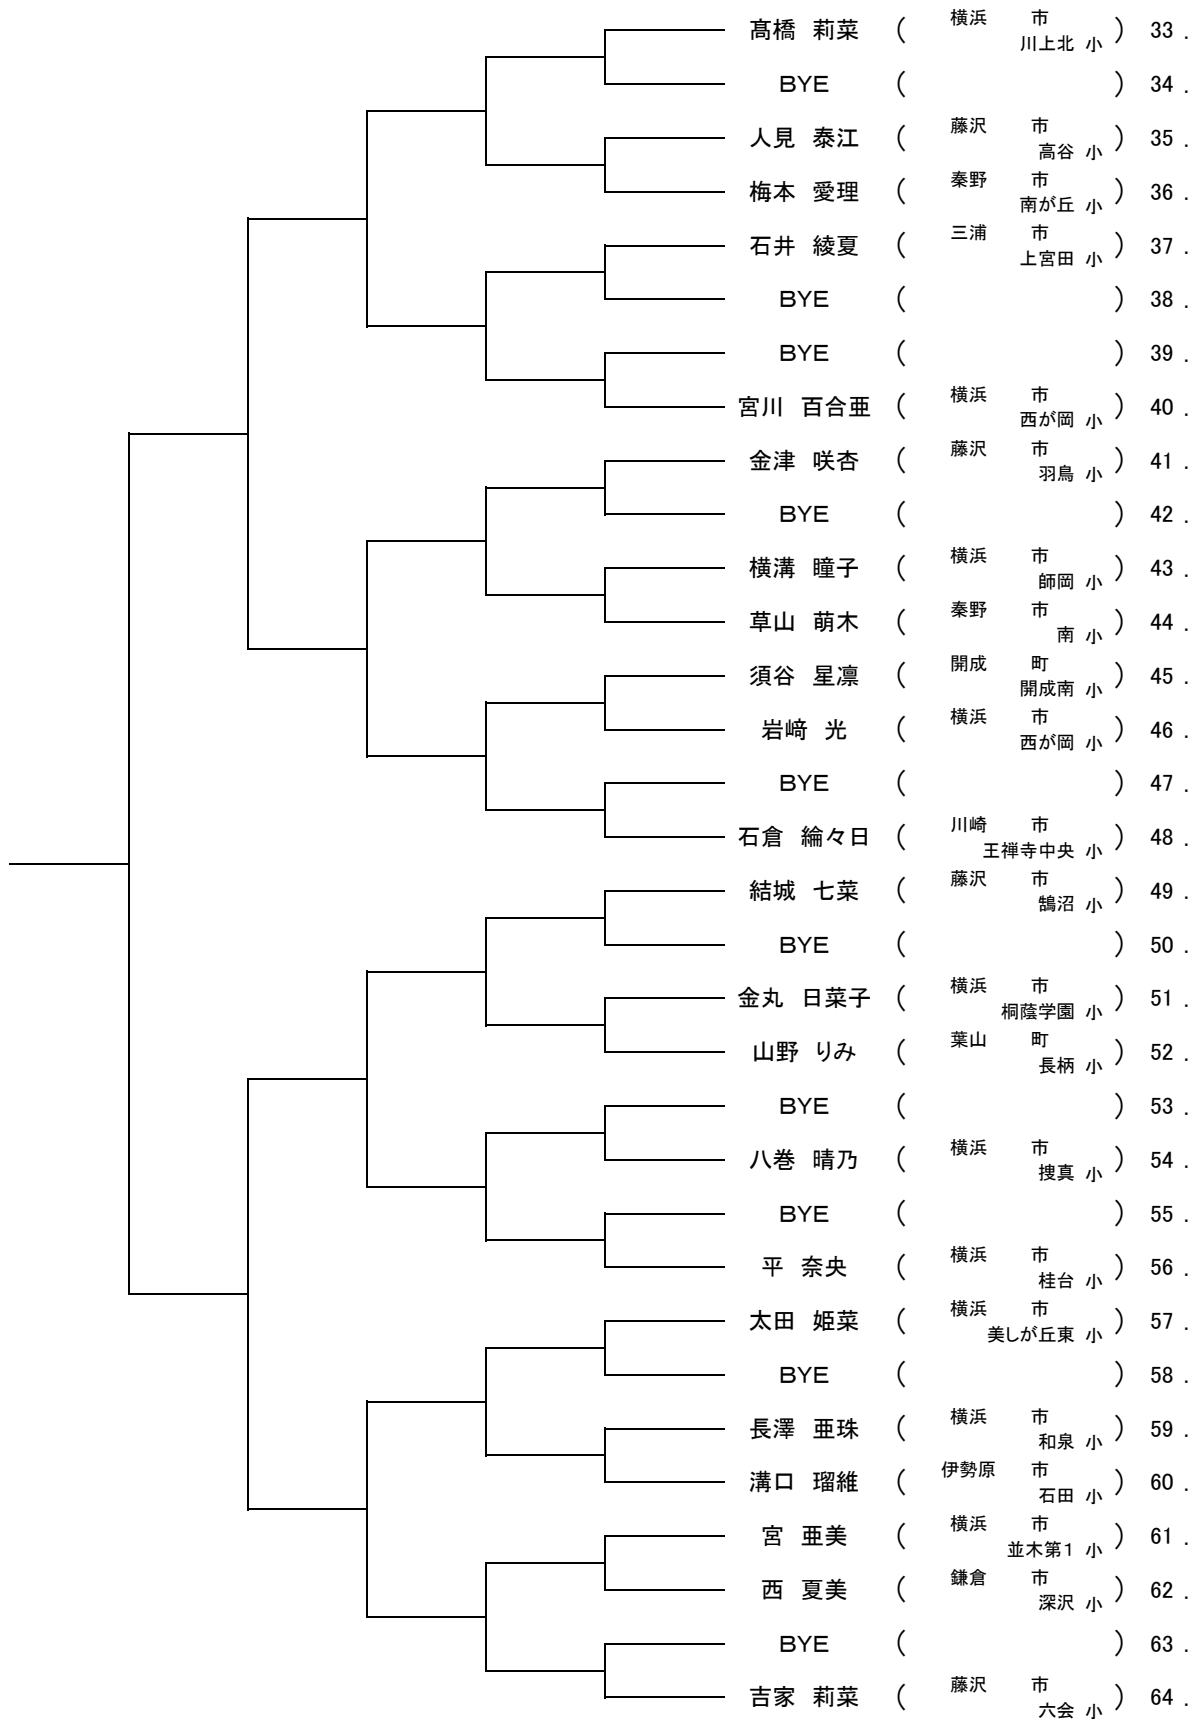 髙橋 莉菜 ( 横浜 市 川上北 小 ) 33 .
BYE ( ) 34 .
人見 泰江 ( 藤沢 市 高谷 小 ) 35 .
梅本 愛理 ( 秦野 市 南が丘 小 ) 36 .
石井 綾夏 ( 三浦 市 上宮田 小 ) 37 .
BYE ( ) 38 .
BYE ( ) 39 .
宮川 百合亜 ( 横浜 市 西が岡 小 ) 40 .
金津 咲杏 ( 藤沢 市 羽鳥 小 ) 41 .
BYE ( ) 42 .
横溝 瞳子 ( 横浜 市 師岡 小 ) 43 .
草山 萌木 ( 秦野 市 南 小 ) 44 .
須谷 星凛 ( 開成 町 開成南 小 ) 45 .
岩﨑 光 ( 横浜 市 西が岡 小 ) 46 .
BYE ( ) 47 .
石倉 綸々日 ( 川崎 市 王禅寺中央 小 ) 48 .
結城 七菜 ( 藤沢 市 鵠沼 小 ) 49 .
BYE ( ) 50 .
金丸 日菜子 ( 横浜 市 桐蔭学園 小 ) 51 .
山野 りみ ( 葉山 町 長柄 小 ) 52 .
BYE ( ) 53 .
八巻 晴乃 ( 横浜 市 捜真 小 ) 54 .
BYE ( ) 55 .
平 奈央 ( 横浜 市 桂台 小 ) 56 .
太田 姫菜 ( 横浜 市 美しが丘東 小 ) 57 .
BYE ( ) 58 .
長澤 亜珠 ( 横浜 市 和泉 小 ) 59 .
溝口 瑠維 ( 伊勢原 市 石田 小 ) 60 .
宮 亜美 ( 横浜 市 並木第1 小 ) 61 .
西 夏美 ( 鎌倉 市 深沢 小 ) 62 .
BYE ( ) 63 .
吉家 莉菜 ( 藤沢 市 六会 小 ) 64 .